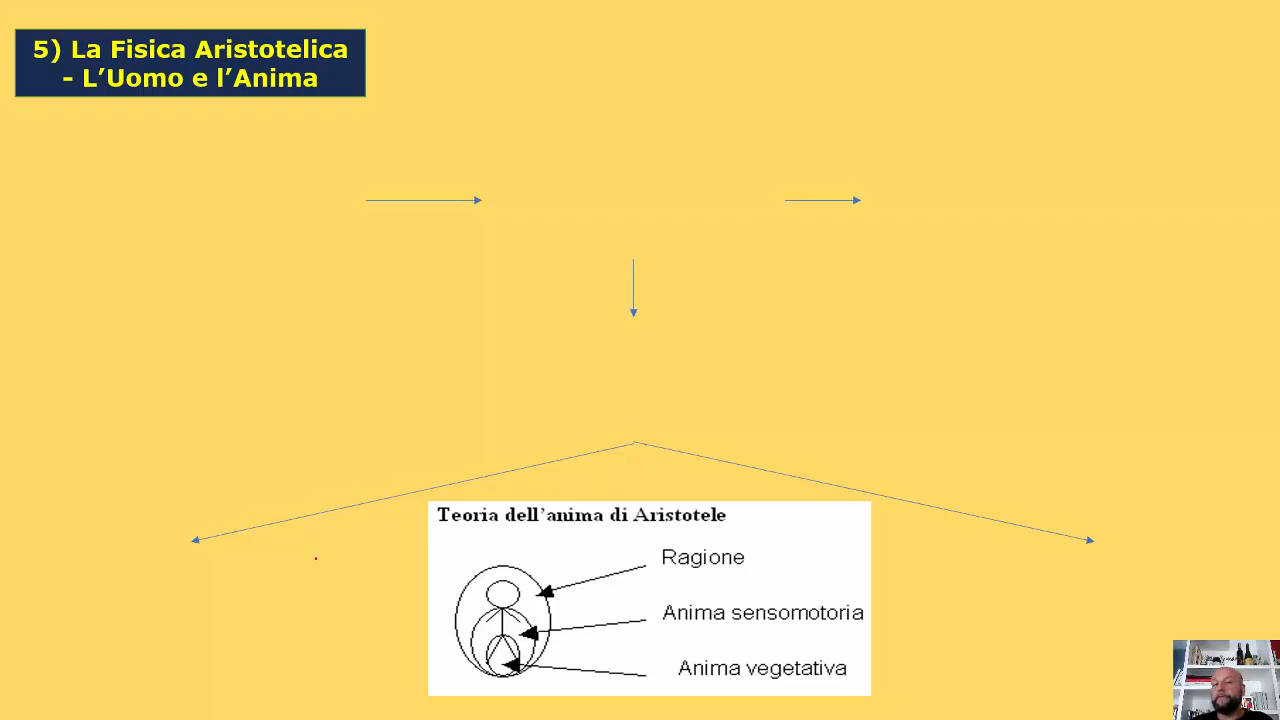 5) La Fisica Aristotelica
- L’Uomo e l’Anima
Teoria dell’anima di Aristotele
Ragione
Anima sensomotoria
Anima vegetativa